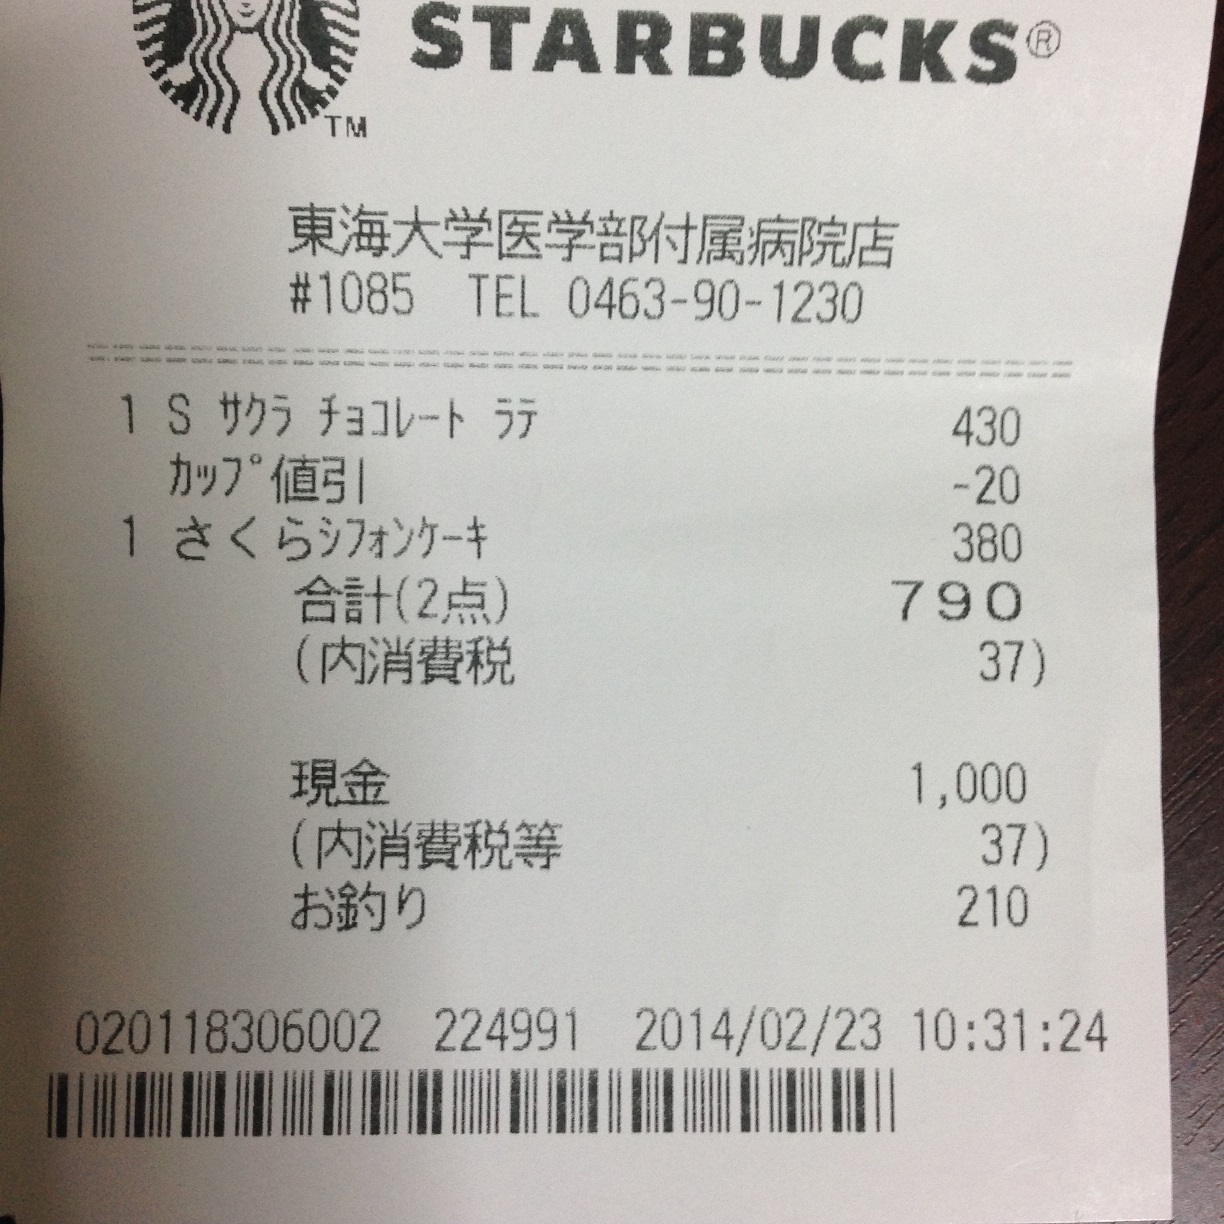 STARBUCKS®
TM
東海大学医学部付属病院店
#1085 TEL 0463-90-1230
1 S サクラ チョコレート ラテ 430
カップ値引 -20
1 さくらシフォンケーキ 380
合計(2点) 790
(内消費税 37)
現金 1,000
(内消費税等 37)
お釣り 210
020118306002 224991 2014/02/23 10:31:24